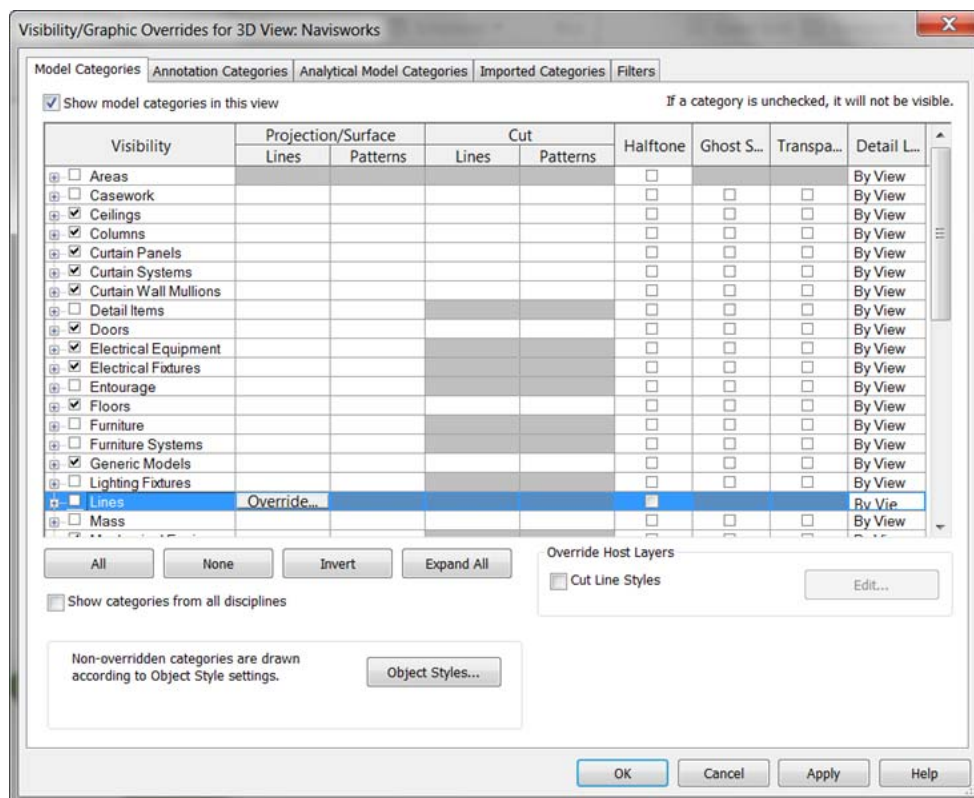 Visibility/Graphic Overrides for 3D View: Navisworks
Model Categories Annotation Categories Analytical Model Categories Imported Categories Filters
Show model categories in this view If a category is unchecked, it will not be visible.
Visibility Projection/Surface Cut Halftone Ghost S... Transpa... Detail L...
Lines Patterns Lines Patterns
Areas By View
Casework By View
Ceilings By View
Columns By View
Curtain Panels By View
Curtain Systems By View
Curtain Wall Mullions By View
Detail Items By View
Doors By View
Electrical Equipment By View
Electrical Fixtures By View
Entourage By View
Floors By View
Furniture By View
Furniture Systems By View
Generic Models By View
Lighting Fixtures By View
Lines Override... By Vie
Mass By View
All None Invert Expand All Override Host Layers
Cut Line Styles Edit...
Show categories from all disciplines
Non-overridden categories are drawn
according to Object Style settings. Object Styles...
OK Cancel Apply Help